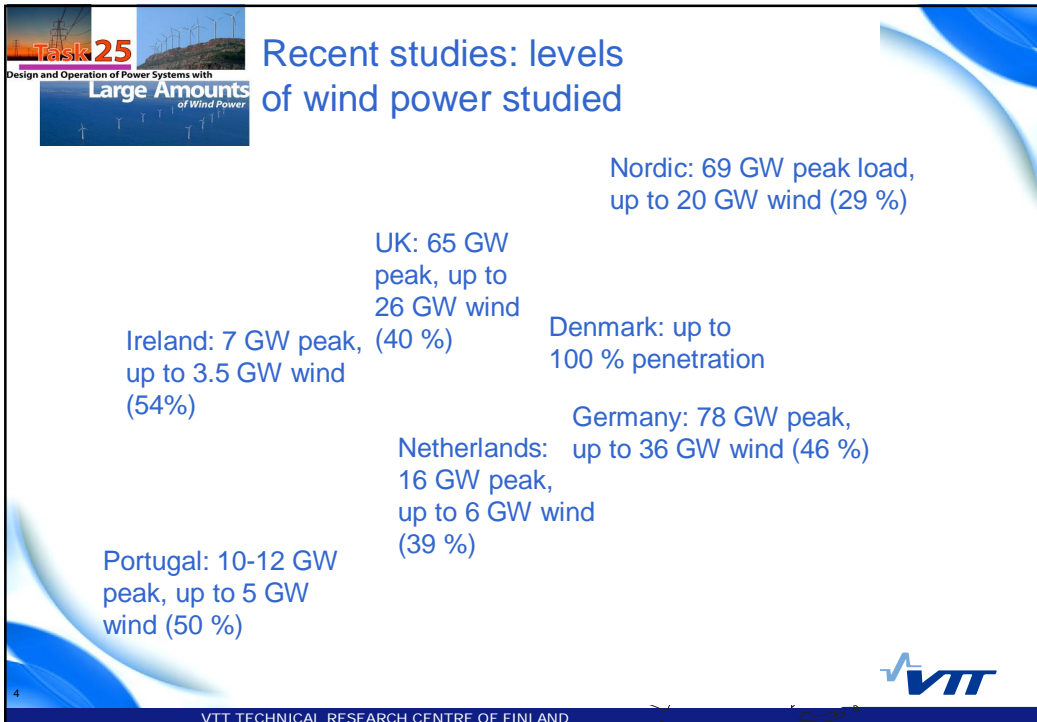 Task 25
Design and Operation of Power Systems with
Large Amounts
of Wind Power
Recent studies: levels
of wind power studied
Nordic: 69 GW peak load,
up to 20 GW wind (29 %)
UK: 65 GW
peak, up to
26 GW wind
(40 %)
Ireland: 7 GW peak,
up to 3.5 GW wind
(54%)
Denmark: up to
100 % penetration
Germany: 78 GW peak,
up to 36 GW wind (46 %)
Netherlands:
16 GW peak,
up to 6 GW wind
(39 %)
Portugal: 10-12 GW
peak, up to 5 GW
wind (50 %)
4
VTT
VTT TECHNICAL RESEARCH CENTRE OF FINLAND